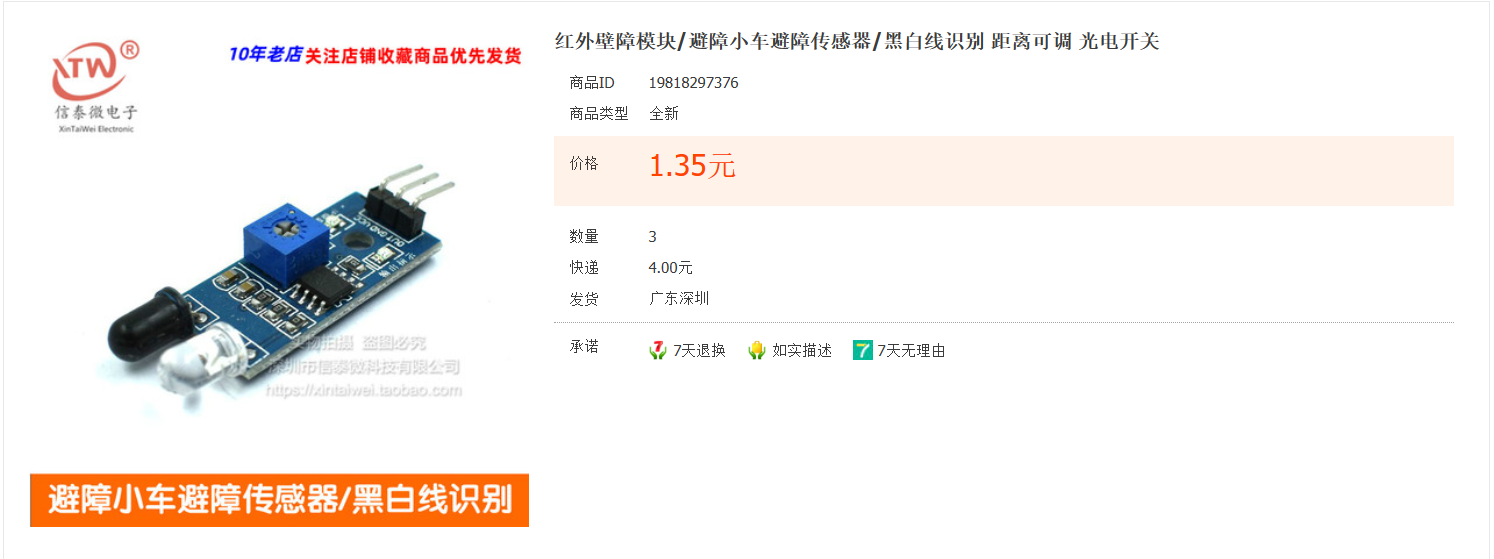 10年老店 关注店铺收藏商品优先发货
XTW®
信泰微电子
XinTaiWei Electronic
OUT GND VCC
盗图必究
深圳市信泰微科技有限公司
https://xintaiwei.taobao.com
避障小车避障传感器/黑白线识别
红外壁障模块/避障小车避障传感器/黑白线识别 距离可调 光电开关
商品ID 19818297376
商品类型 全新
价格 1.35元
数量 3
快递 4.00元
发货 广东深圳
承诺 7天退换 如实描述 7 7天无理由